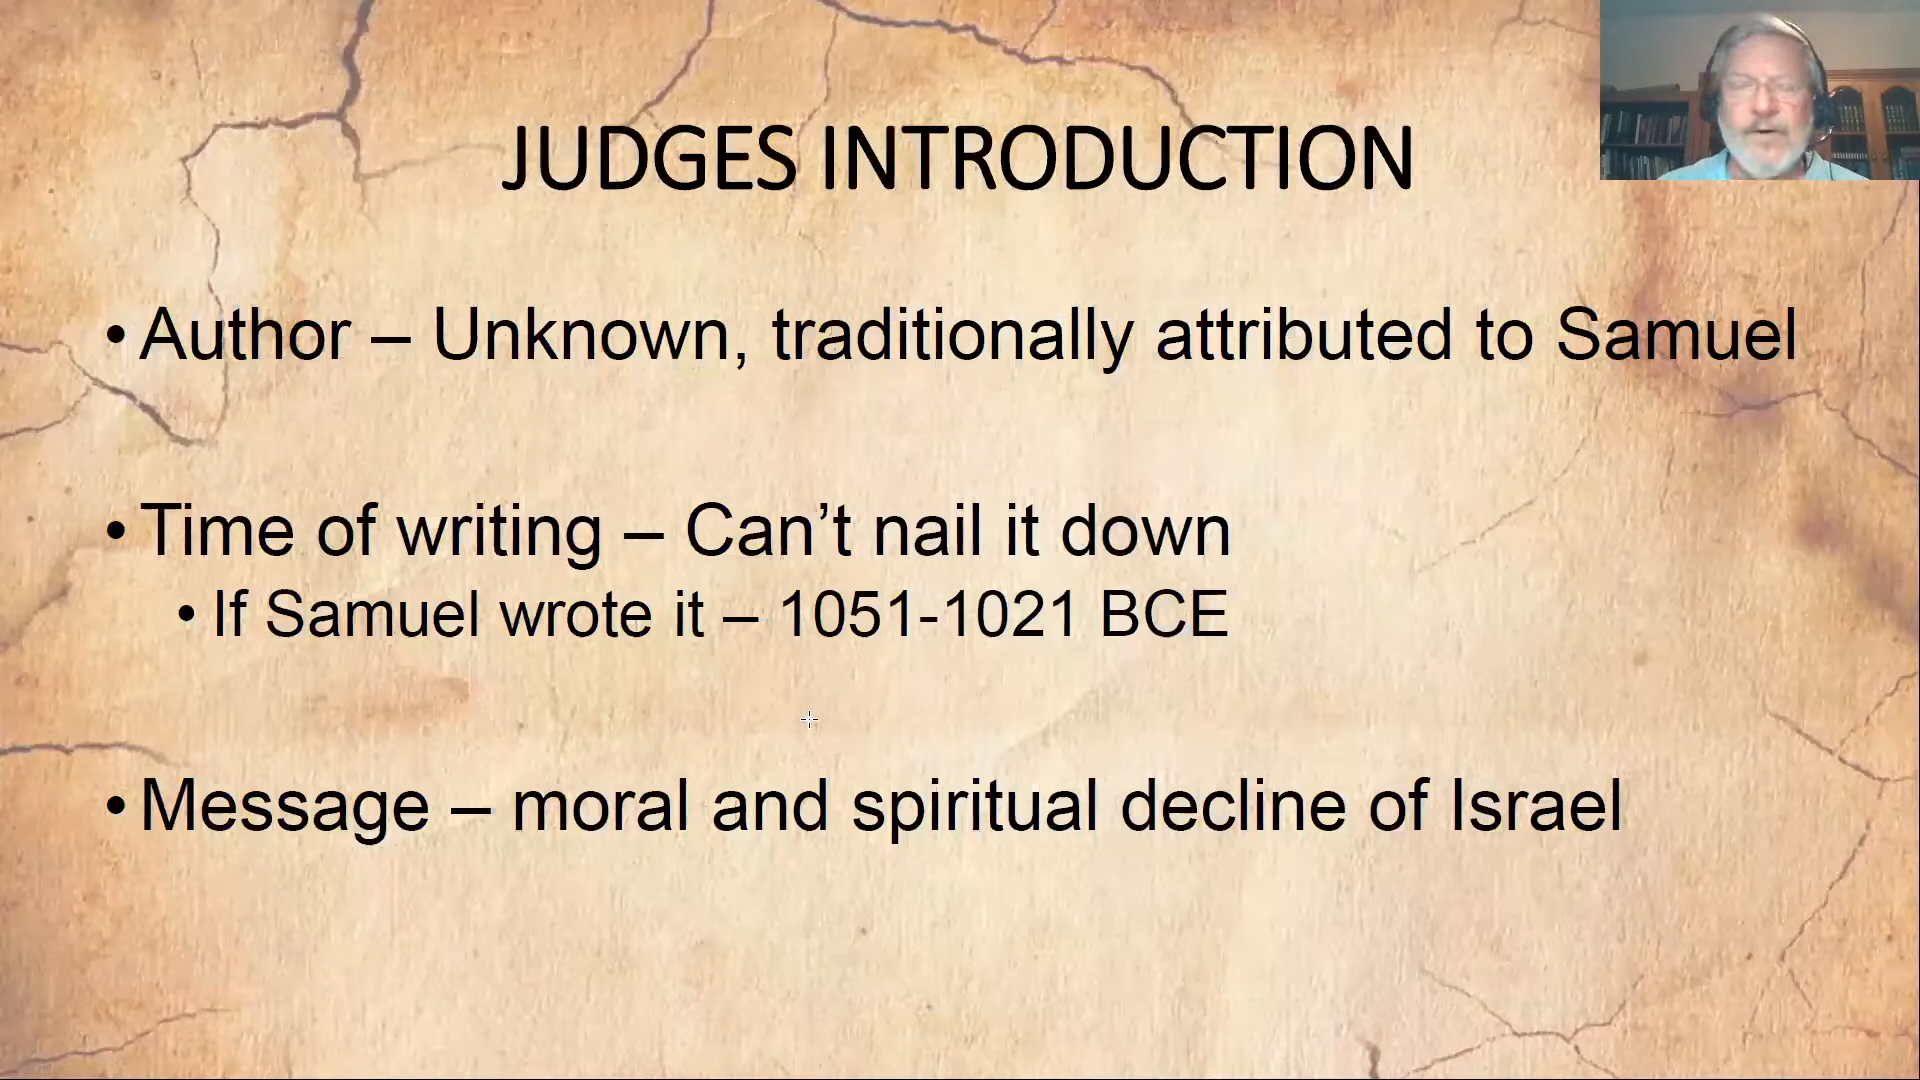 JUDGES INTRODUCTION
• Author – Unknown, traditionally attributed to Samuel
• Time of writing – Can’t nail it down
• If Samuel wrote it – 1051-1021 BCE
• Message – moral and spiritual decline of Israel